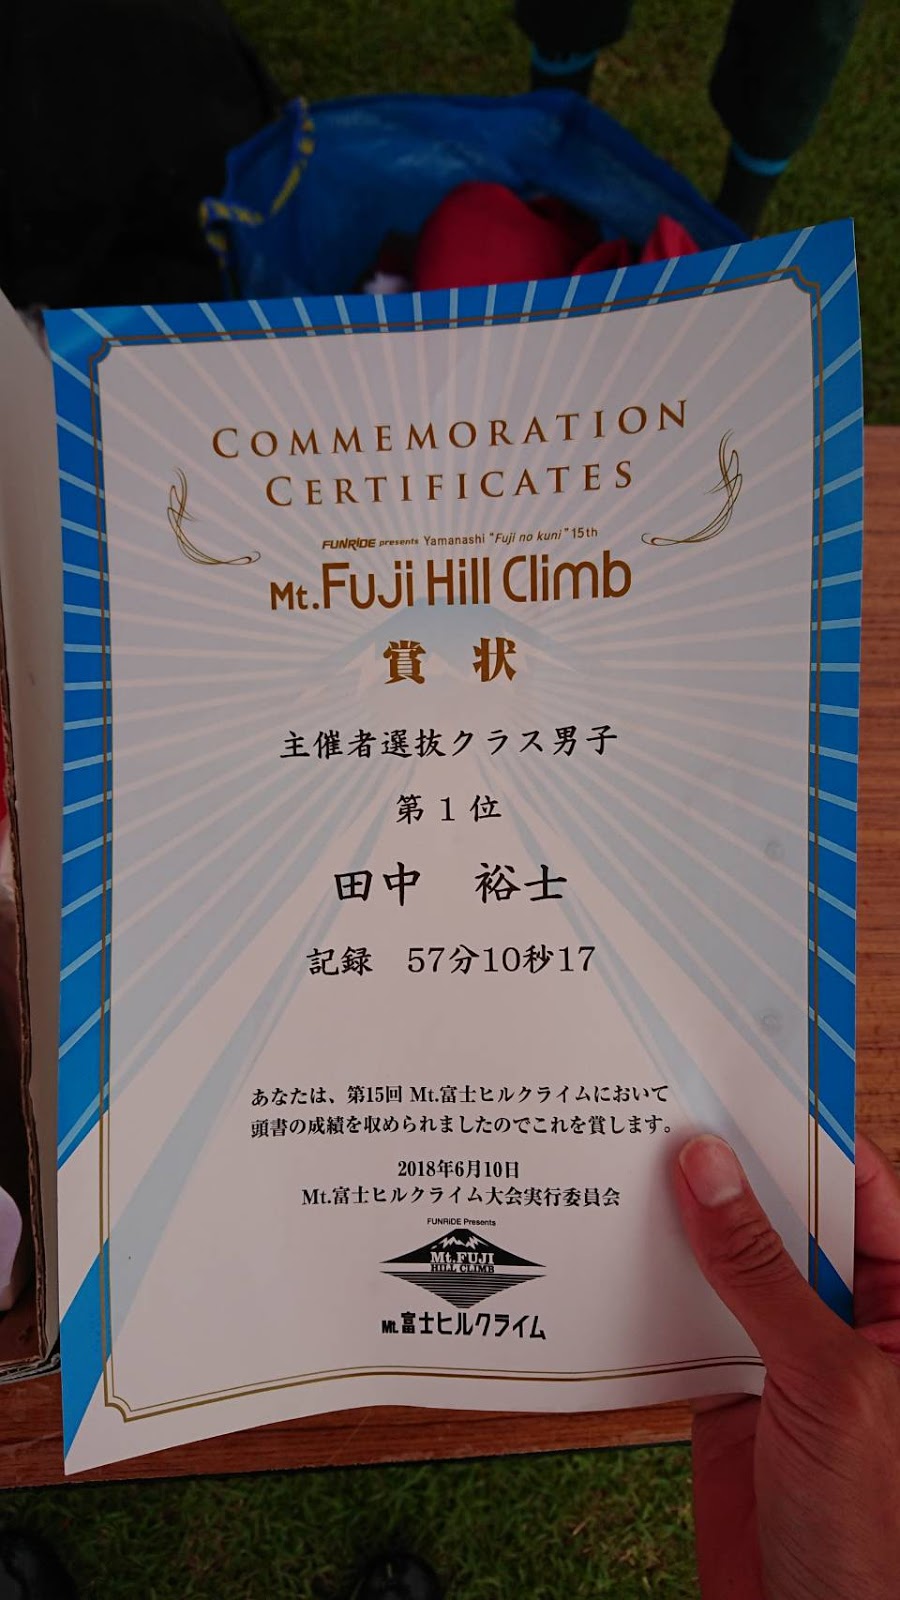 COMMEMORATION
CERTIFICATES
FUNRiDE presents Yamanashi "Fuji no kuni" 15th
Mt.Fuji Hill Climb
賞 状
主催者選抜クラス男子
第 1 位
田中 裕士
記録 57分10秒17
あなたは、第15回 Mt.富士ヒルクライムにおいて
頭書の成績を収められましたのでこれを賞します。
2018年6月10日
Mt.富士ヒルクライム大会実行委員会
FUNRiDE Presents
Mt.FUJI
HILL CLIMB
Mt.富士ヒルクライム